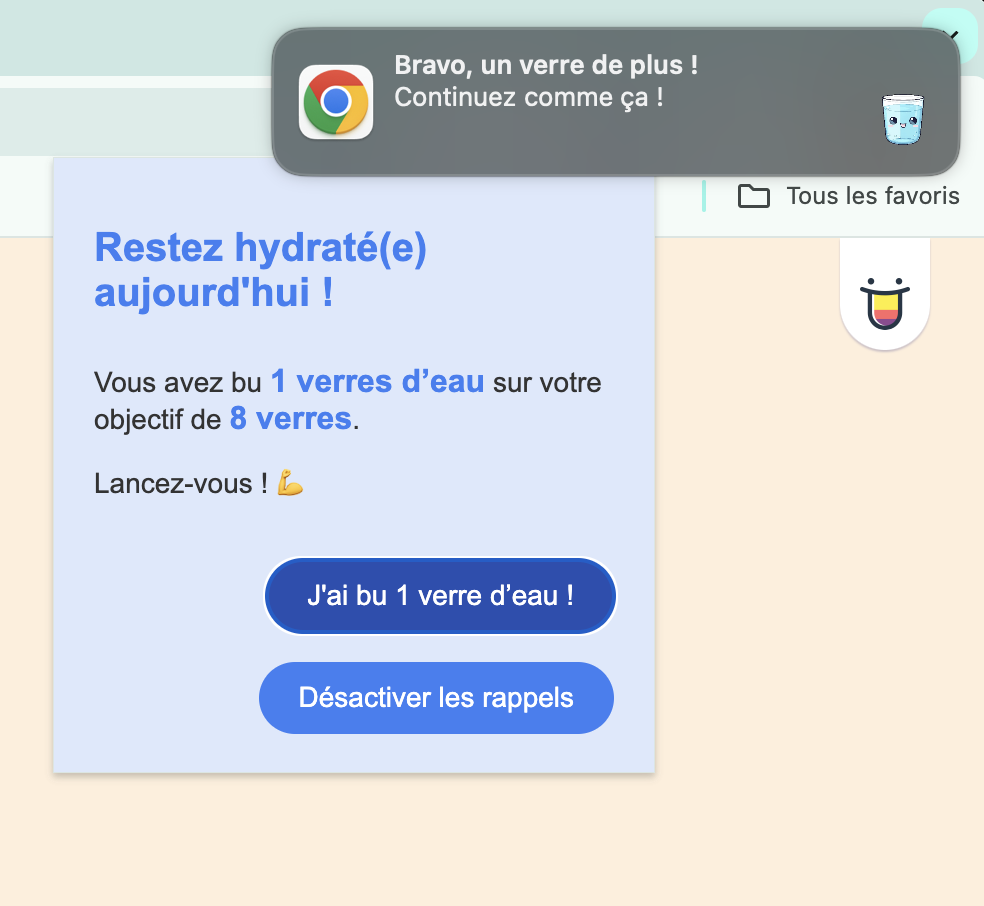 Bravo, un verre de plus !
Continuez comme ça !
Tous les favoris
Restez hydraté(e)
aujourd'hui !
Vous avez bu 1 verres d’eau sur votre
objectif de 8 verres.
Lancez-vous ! 💪
J'ai bu 1 verre d’eau !
Désactiver les rappels